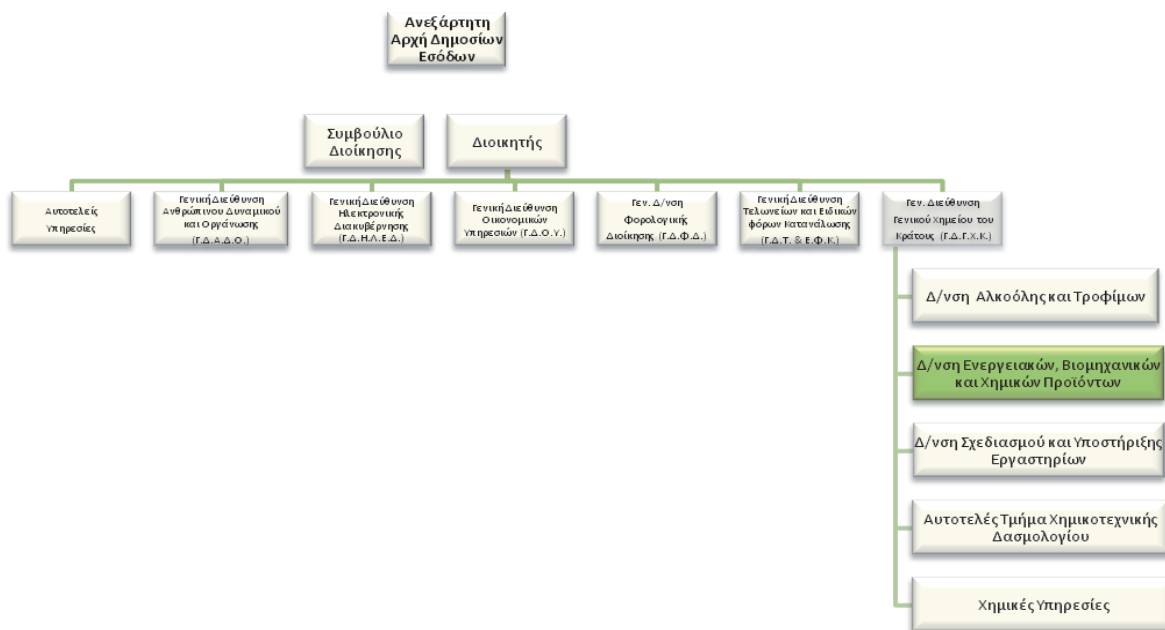 Ανεξάρτητη
Αρχή Δημοσίων
Εσόδων
Συμβούλιο
Διοίκησης
Διοικητής
Αυτοτελείς
Υπηρεσίες
Γενική Διεύθυνση
Ανθρώπινου Δυναμικού
και Οργάνωσης
(Γ.Δ.Α.Δ.Ο.)
Γενική Διεύθυνση
Ηλεκτρονικής
Διακυβέρνησης
(Γ.Δ.Η.Λ.Ε.Δ.)
Γενική Διεύθυνση
Οικονομικών
Υπηρεσιών (Γ.Δ.Ο.Υ.)
Γεν. Δ/νση
Φορολογικής
Διοίκησης (Γ.Δ.Φ.Δ.)
Γενική Διεύθυνση
Τελωνείων και Ειδικών
φόρων Κατανάλωσης
(Γ.Δ.Τ. & Ε.Φ.Κ.)
Γεν. Διεύθυνση
Γενικού Χημείου του
Κράτους (Γ.Δ.Γ.Χ.Κ.)
Δ/νση Αλκοόλης και Τροφίμων
Δ/νση Ενεργειακών, Βιομηχανικών
και Χημικών Προϊόντων
Δ/νση Σχεδιασμού και Υποστήριξης
Εργαστηρίων
Αυτοτελές Τμήμα Χημικοτεχνικής
Δασμολογίου
Χημικές Υπηρεσίες